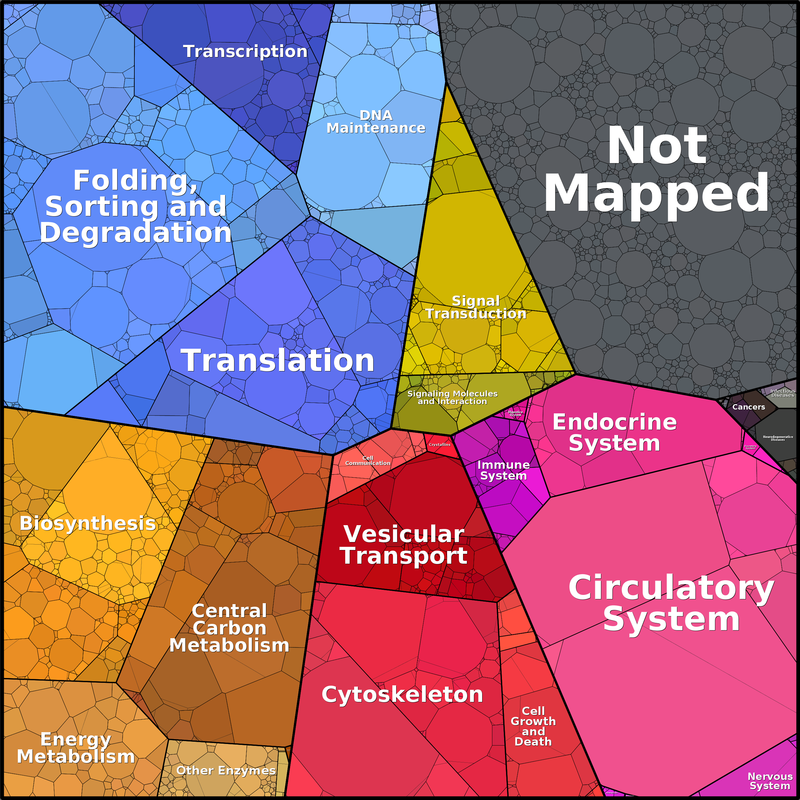 Transcription
DNA
Maintenance
Not
Mapped
Folding,
Sorting and
Degradation
Signal
Transduction
Translation
Signaling Molecules
and Interaction
Cancers
Endocrine
System
Cell
Communication
Immune
System
Biosynthesis
Vesicular
Transport
Circulatory
System
Central
Carbon
Metabolism
Cytoskeleton
Cell
Growth
and
Death
Energy
Metabolism
Other Enzymes
Nervous
System